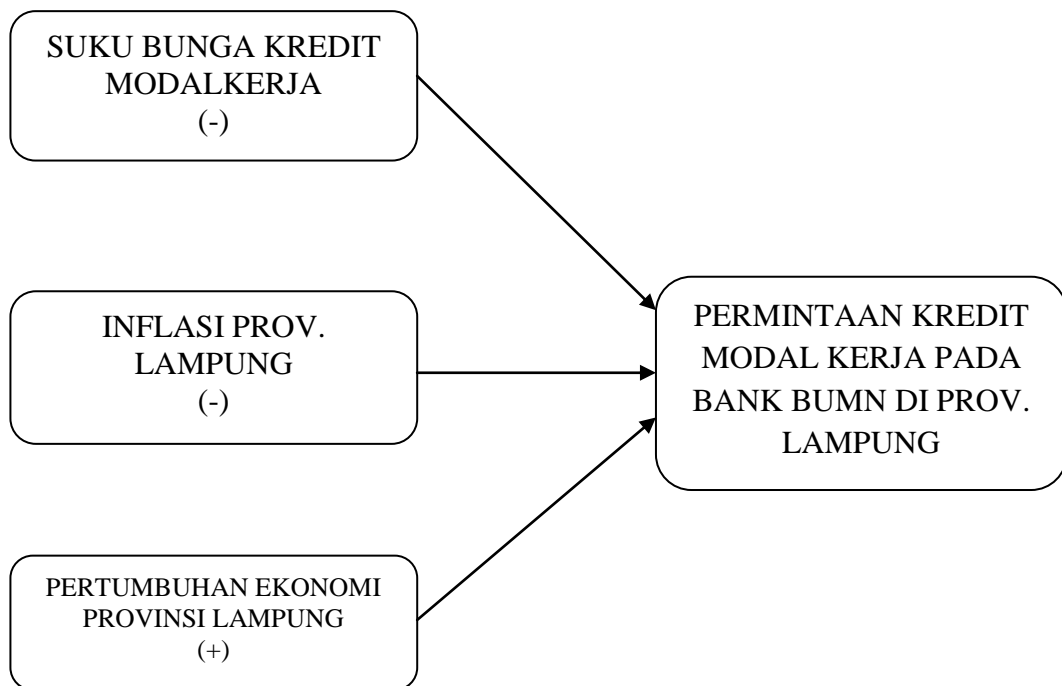 SUKU BUNGA KREDIT
MODALKERJA
(-)
INFLASI PROV.
LAMPUNG
(-)
PERTUMBUHAN EKONOMI
PROVINSI LAMPUNG
(+)
PERMINTAAN KREDIT
MODAL KERJA PADA
BANK BUMN DI PROV.
LAMPUNG